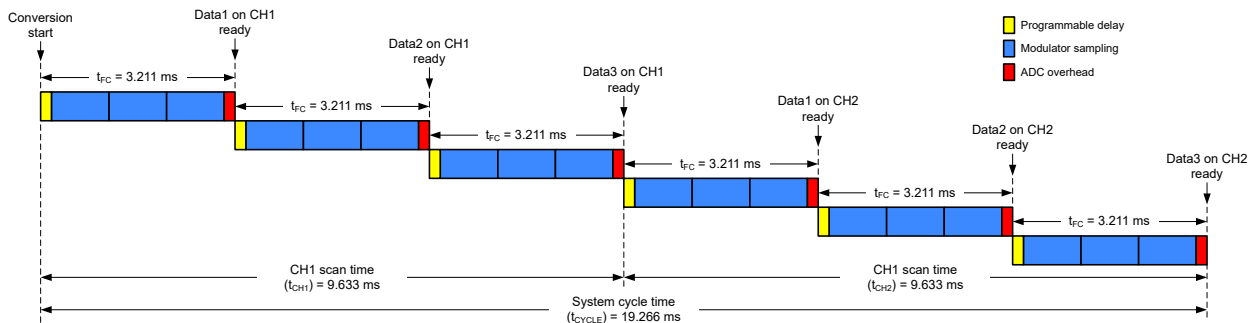 Conversion
start
Data1 on CH1
ready
Data2 on CH1
ready
Data3 on CH1
ready
Data1 on CH2
ready
Data2 on CH2
ready
Data3 on CH2
ready
Programmable delay
Modulator sampling
ADC overhead
tFC = 3.211 ms
tFC = 3.211 ms
tFC = 3.211 ms
tFC = 3.211 ms
tFC = 3.211 ms
tFC = 3.211 ms
CH1 scan time
(tCH1) = 9.633 ms
CH1 scan time
(tCH2) = 9.633 ms
System cycle time
(tCYCLE) = 19.266 ms